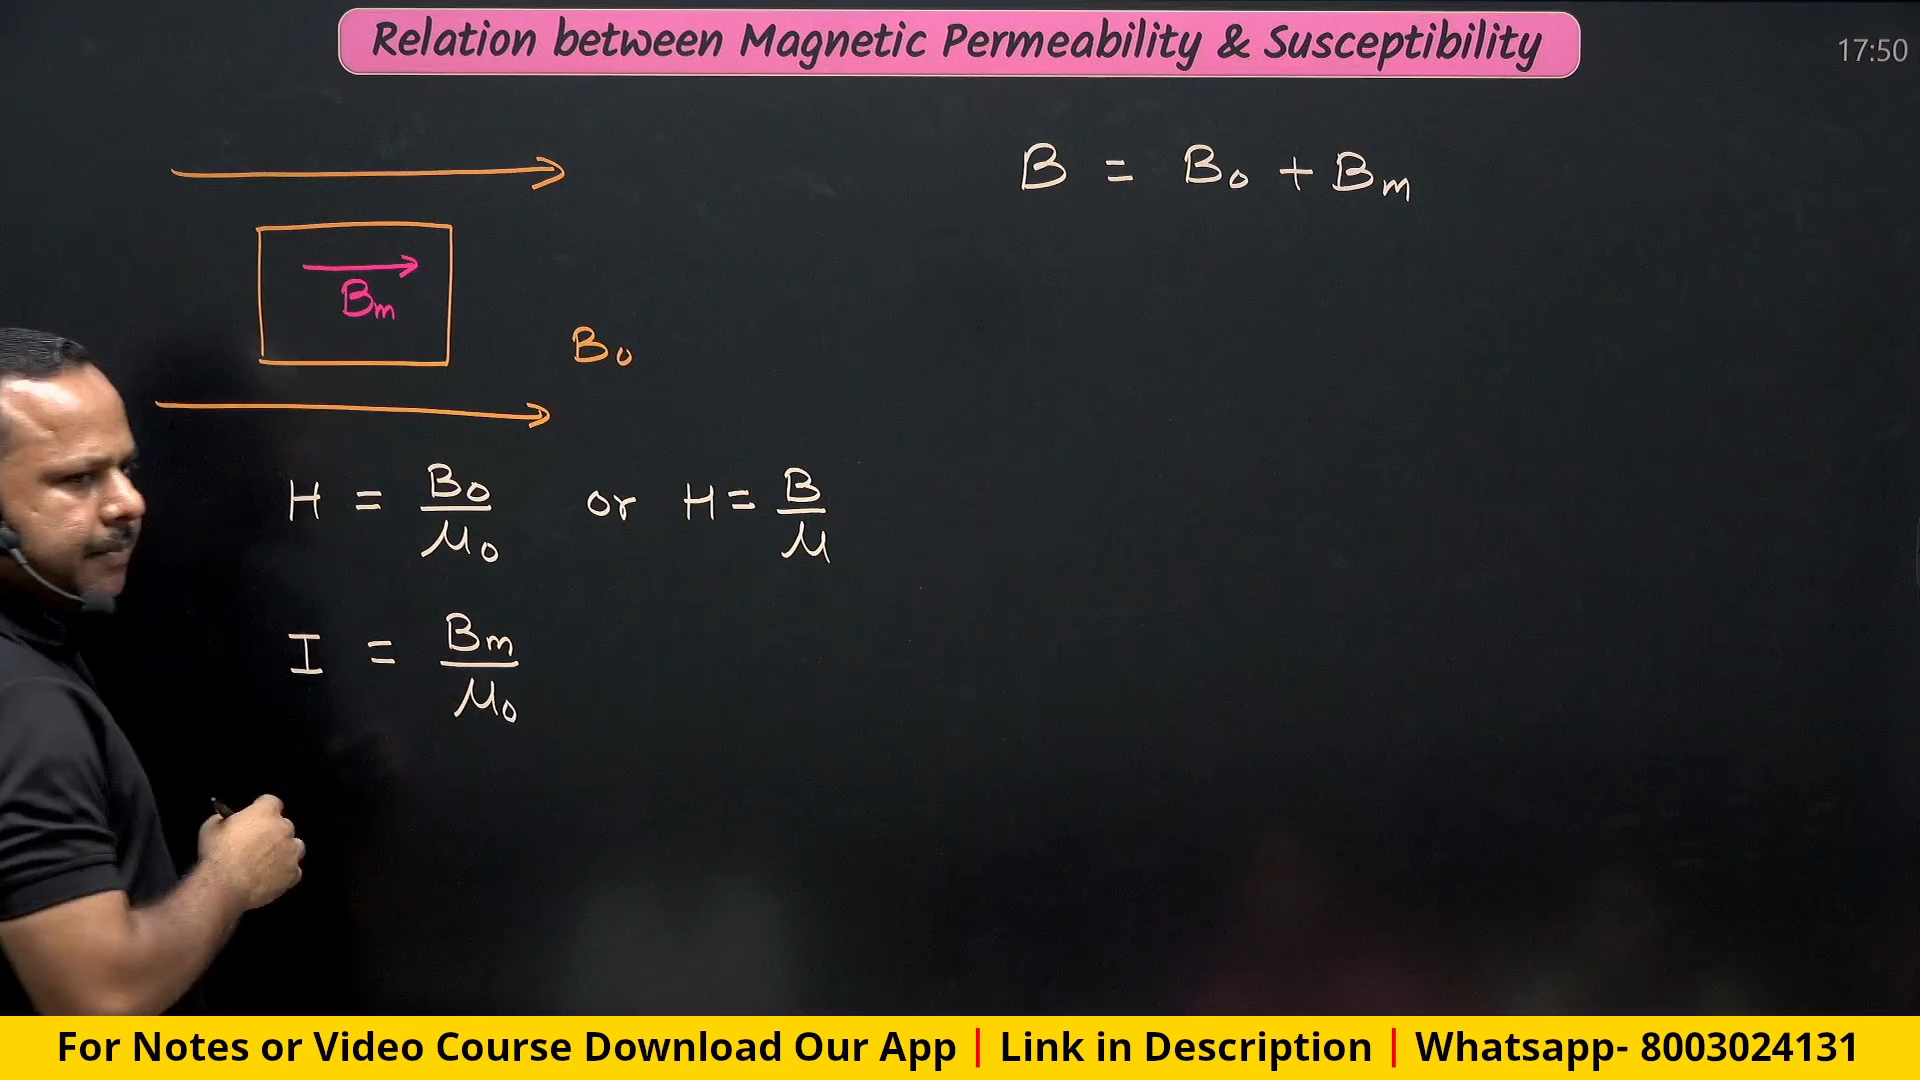 Relation between Magnetic Permeability & Susceptibility
17:50
B = B₀ + Bm
Bm
B₀
H = B₀/μ₀ or H = B/μ
I = Bm/μ₀
For Notes or Video Course Download Our App | Link in Description | Whatsapp- 8003024131